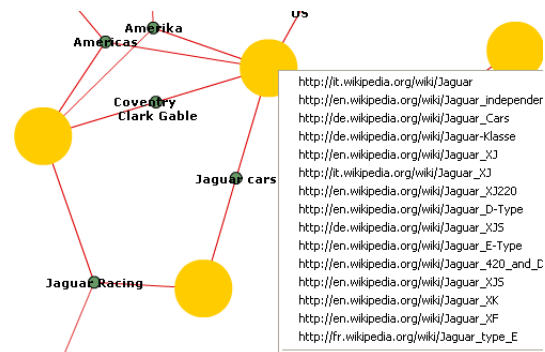 US
Amerika
Americas
Coventry
Clark Gable
Jaguar cars
Jaguar Racing
http://it.wikipedia.org/wiki/Jaguar
http://en.wikipedia.org/wiki/Jaguar_independen
http://de.wikipedia.org/wiki/Jaguar_Cars
http://de.wikipedia.org/wiki/Jaguar-Klasse
http://en.wikipedia.org/wiki/Jaguar_XJ
http://it.wikipedia.org/wiki/Jaguar_XJ
http://en.wikipedia.org/wiki/Jaguar_XJ220
http://en.wikipedia.org/wiki/Jaguar_D-Type
http://de.wikipedia.org/wiki/Jaguar_XJS
http://en.wikipedia.org/wiki/Jaguar_E-Type
http://en.wikipedia.org/wiki/Jaguar_420_and_D
http://en.wikipedia.org/wiki/Jaguar_XJS
http://en.wikipedia.org/wiki/Jaguar_XK
http://en.wikipedia.org/wiki/Jaguar_XF
http://fr.wikipedia.org/wiki/Jaguar_type_E